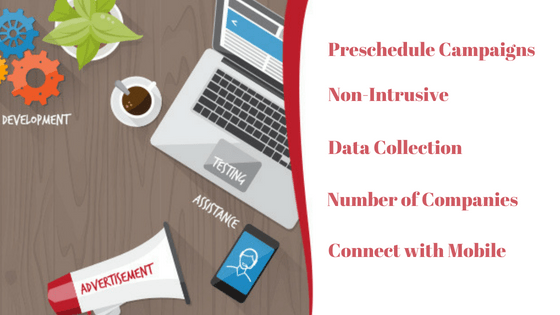 DEVELOPMENT
TESTING
ASSISTANCE
ADVERTISEMENT
Preschedule Campaigns
Non-Intrusive
Data Collection
Number of Companies
Connect with Mobile